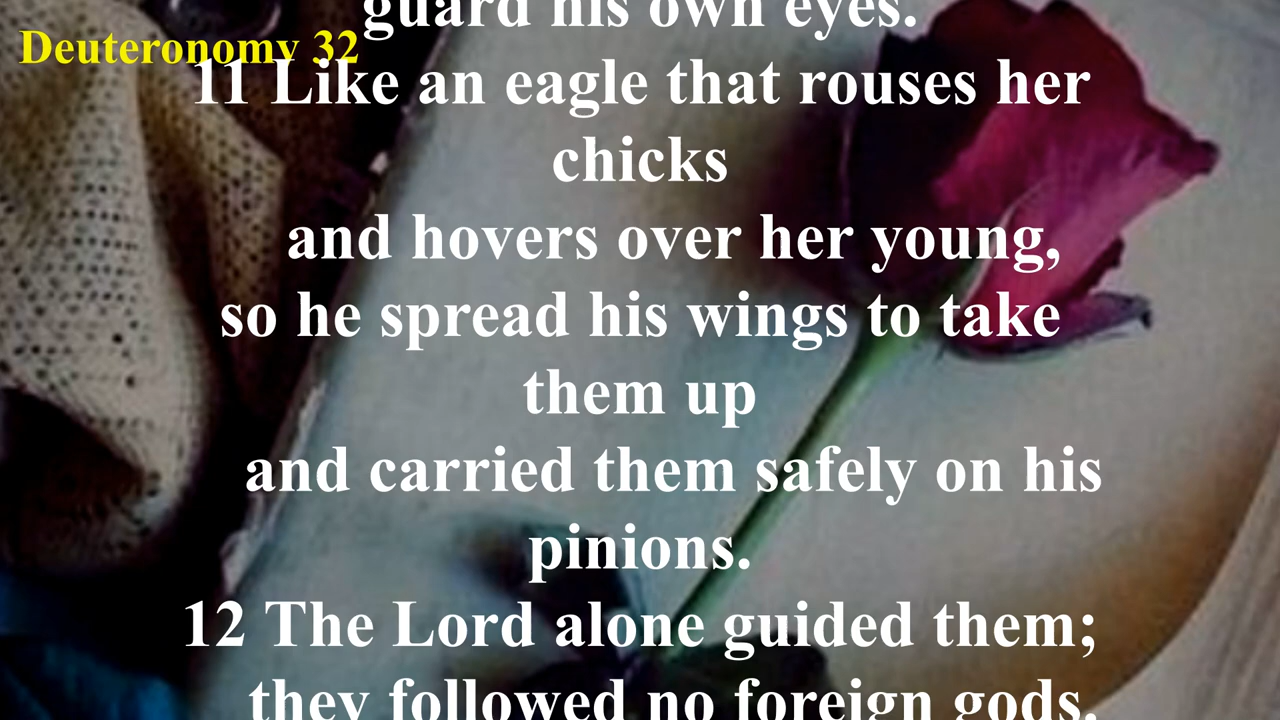 guard his own eyes.
Deuteronomy 32
11 Like an eagle that rouses her
chicks
and hovers over her young,
so he spread his wings to take
them up
and carried them safely on his
pinions.
12 The Lord alone guided them;
they followed no foreign gods.